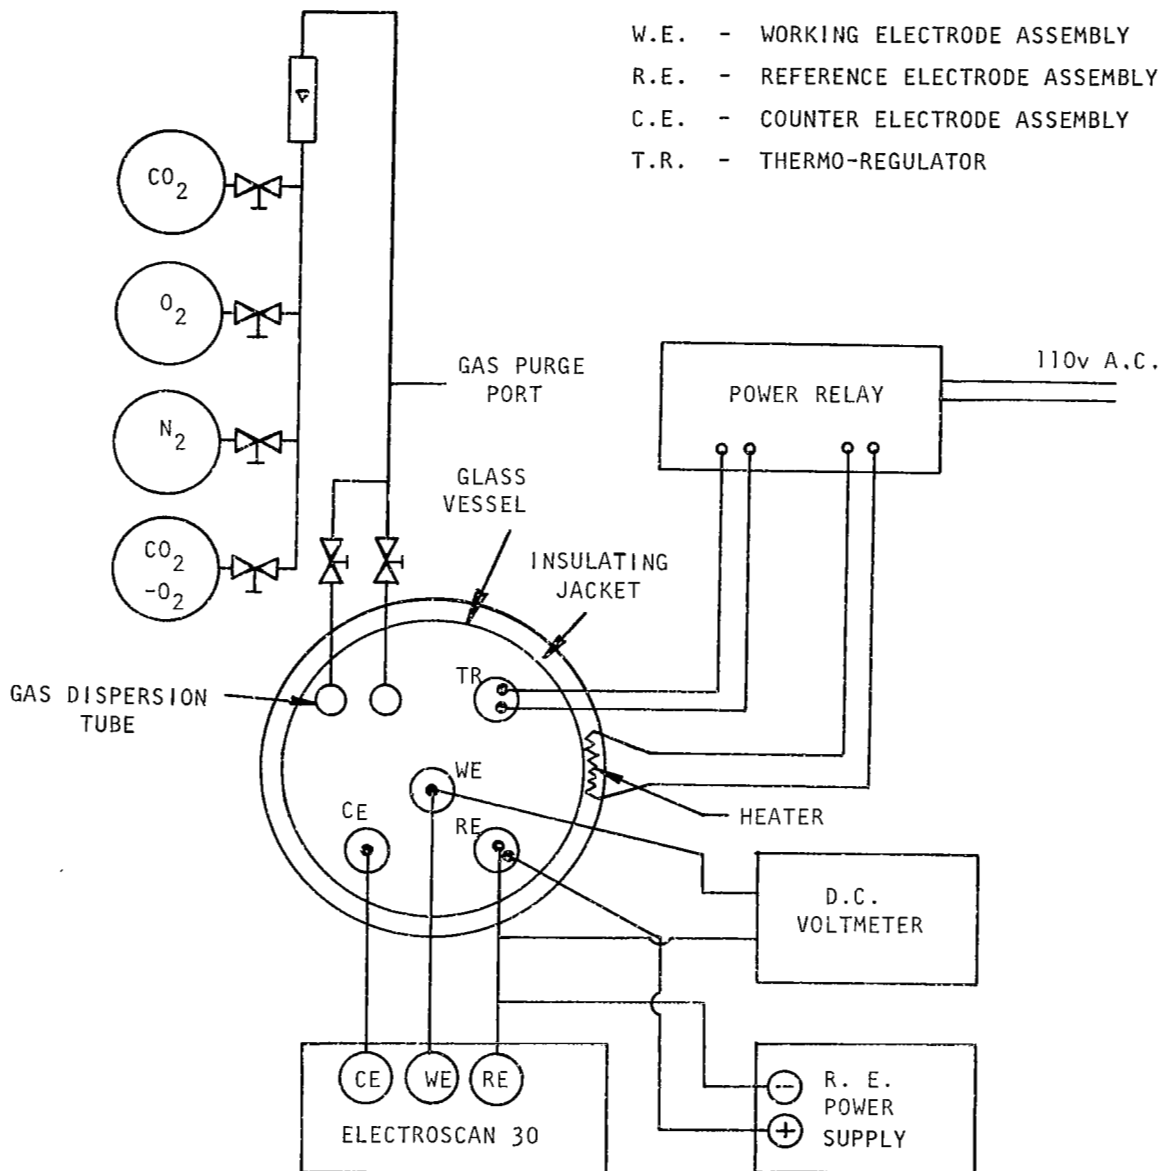 W.E. - WORKING ELECTRODE ASSEMBLY
R.E. - REFERENCE ELECTRODE ASSEMBLY
C.E. - COUNTER ELECTRODE ASSEMBLY
T.R. - THERMO-REGULATOR
CO2
O2
N2
CO2
-O2
GAS PURGE
PORT
110v A.C.
POWER RELAY
GLASS
VESSEL
INSULATING
JACKET
GAS DISPERSION
TUBE
TR
WE
CE
RE
HEATER
D.C.
VOLTMETER
CE
WE
RE
ELECTROSCAN 30
-
+
R. E.
POWER
SUPPLY